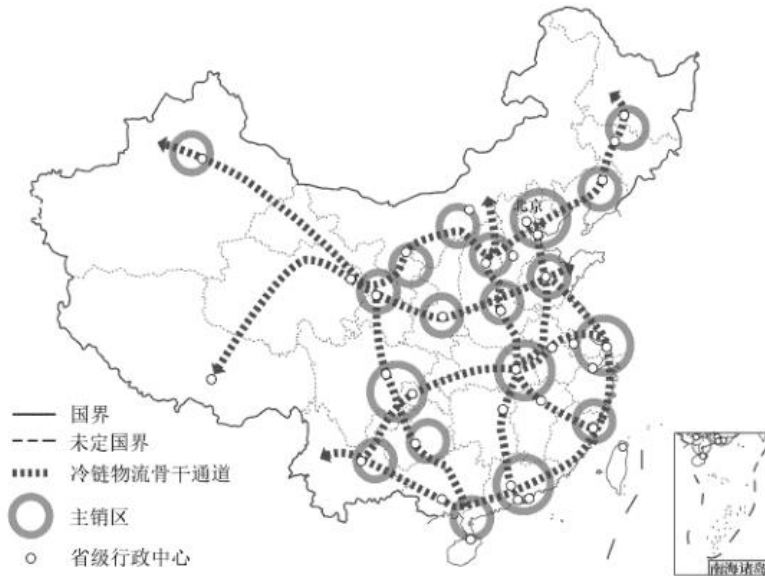 北京
国界
未定国界
冷链物流骨干通道
主销区
省级行政中心
南海诸岛